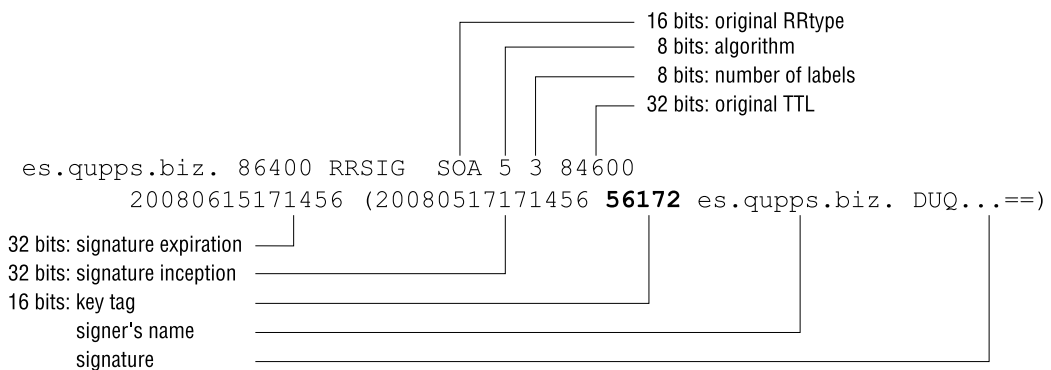 16 bits: original RRtype
8 bits: algorithm
8 bits: number of labels
32 bits: original TTL
es.qupps.biz. 86400 RRSIG SOA 5 3 84600
20080615171456 (20080517171456 56172 es.qupps.biz. DUQ...==)
32 bits: signature expiration
32 bits: signature inception
16 bits: key tag
signer's name
signature